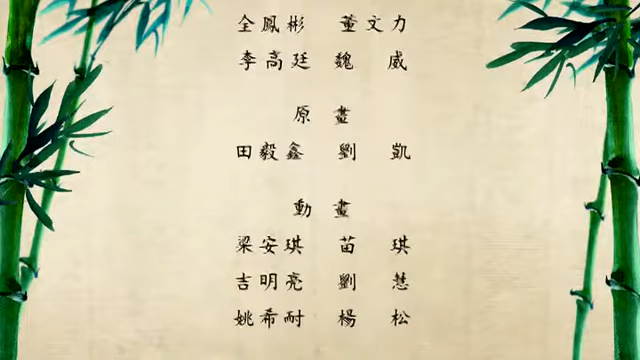 全鳳彬 董文力
李高廷 魏威
原畫
田毅鑫 劉凱
動畫
梁安琪 苗琪
吉明亮 劉慧
姚希耐 楊松